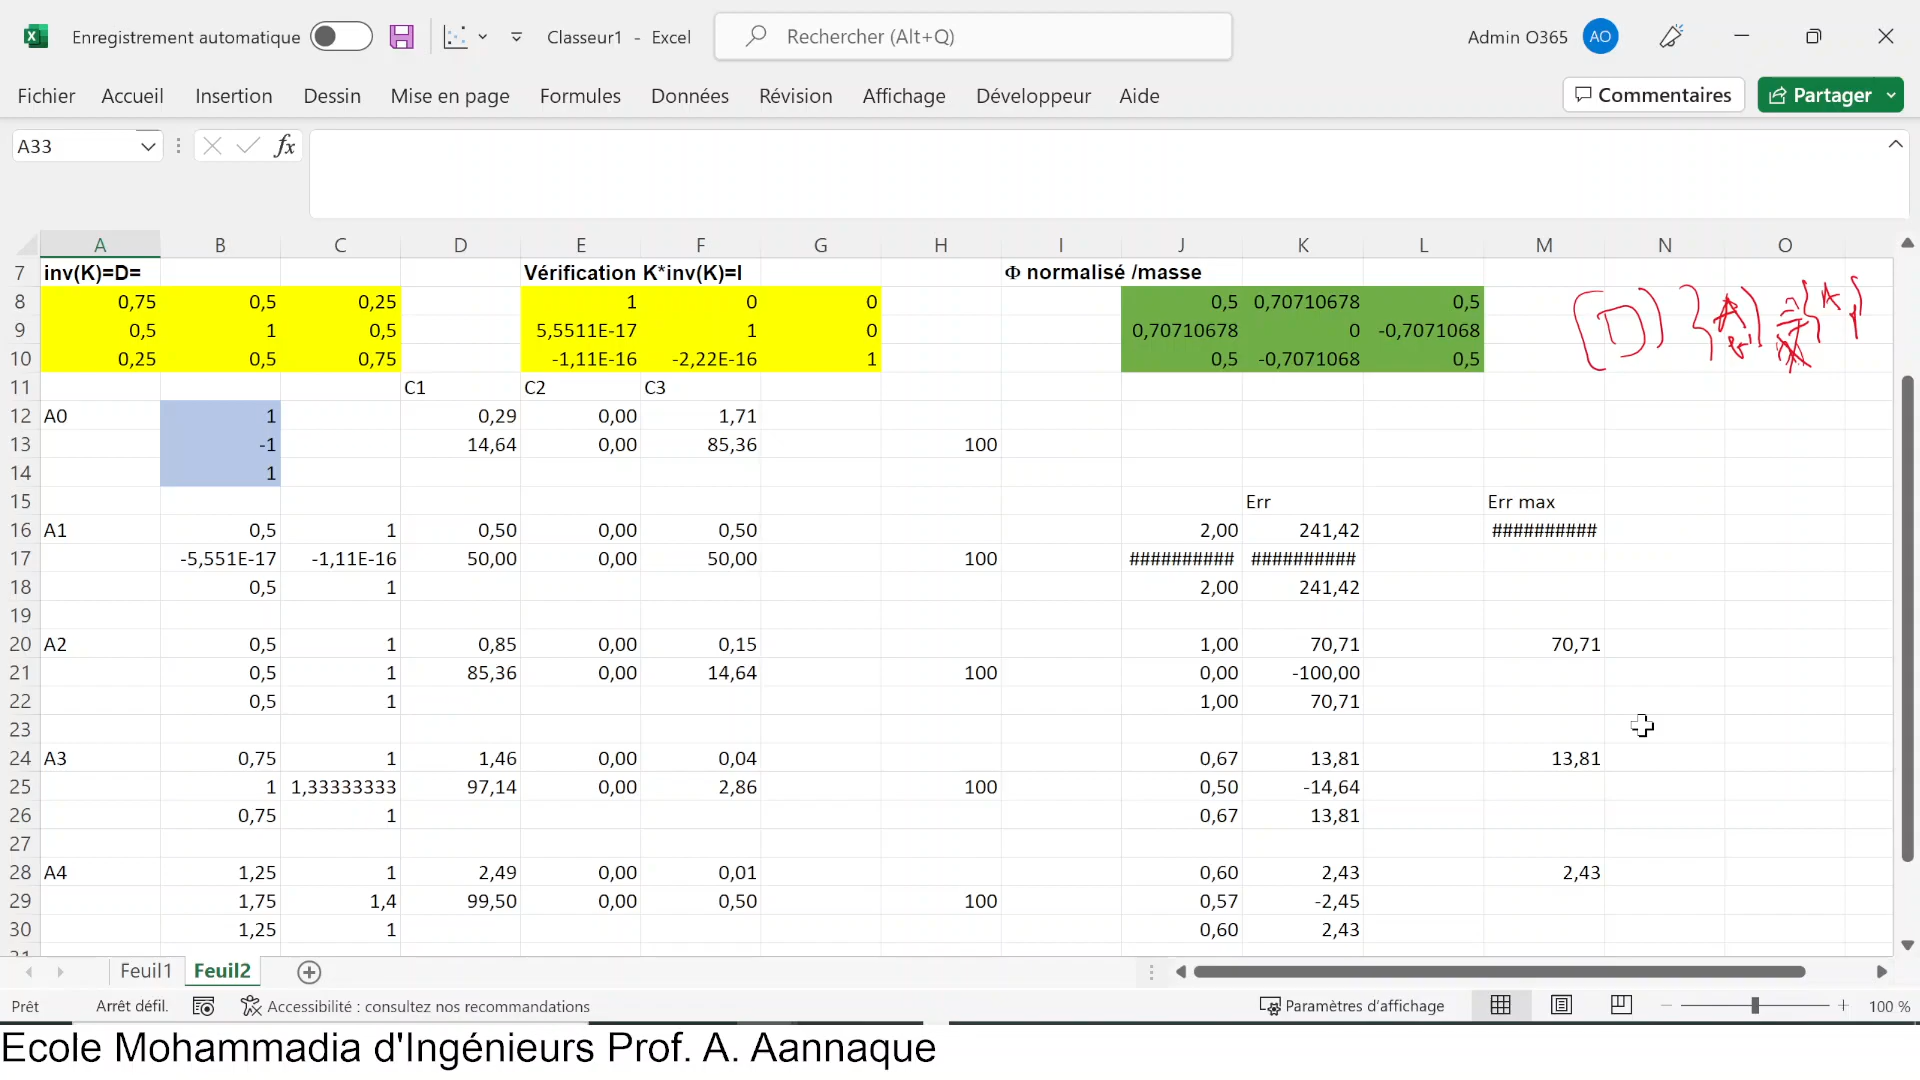 Enregistrement automatique Classeur1 - Excel Rechercher (Alt+Q) Admin O365 AO
Fichier Accueil Insertion Dessin Mise en page Formules Données Révision Affichage Développeur Aide Commentaires Partager
A33 fx
A B C D E F G H I J K L M N O
7 inv(K)=D= Vérification K*inv(K)=I Φ normalisé /masse
8 0,75 0,5 0,25 1 0 0 0,5 0,70710678 0,5
9 0,5 1 0,5 5,5511E-17 1 0 0,70710678 0 -0,7071068
10 0,25 0,5 0,75 -1,11E-16 -2,22E-16 1 0,5 -0,7071068 0,5
11 C1 C2 C3
12 A0 1 0,29 0,00 1,71
13 -1 14,64 0,00 85,36 100
14 1
15 Err Err max
16 A1 0,5 1 0,50 0,00 0,50 2,00 241,42 ##########
17 -5,551E-17 -1,11E-16 50,00 0,00 50,00 100 ########## ##########
18 0,5 1 2,00 241,42
19
20 A2 0,5 1 0,85 0,00 0,15 1,00 70,71 70,71
21 0,5 1 85,36 0,00 14,64 100 0,00 -100,00
22 0,5 1 1,00 70,71
23
24 A3 0,75 1 1,46 0,00 0,04 0,67 13,81 13,81
25 1 1,33333333 97,14 0,00 2,86 100 0,50 -14,64
26 0,75 1 0,67 13,81
27
28 A4 1,25 1 2,49 0,00 0,01 0,60 2,43 2,43
29 1,75 1,4 99,50 0,00 0,50 100 0,57 -2,45
30 1,25 1 0,60 2,43
Feuil1 Feuil2
Prêt Arrêt défil. Accessibilité : consultez nos recommandations Paramètres d'affichage 100 %
Ecole Mohammadia d'Ingénieurs Prof. A. Aannaque